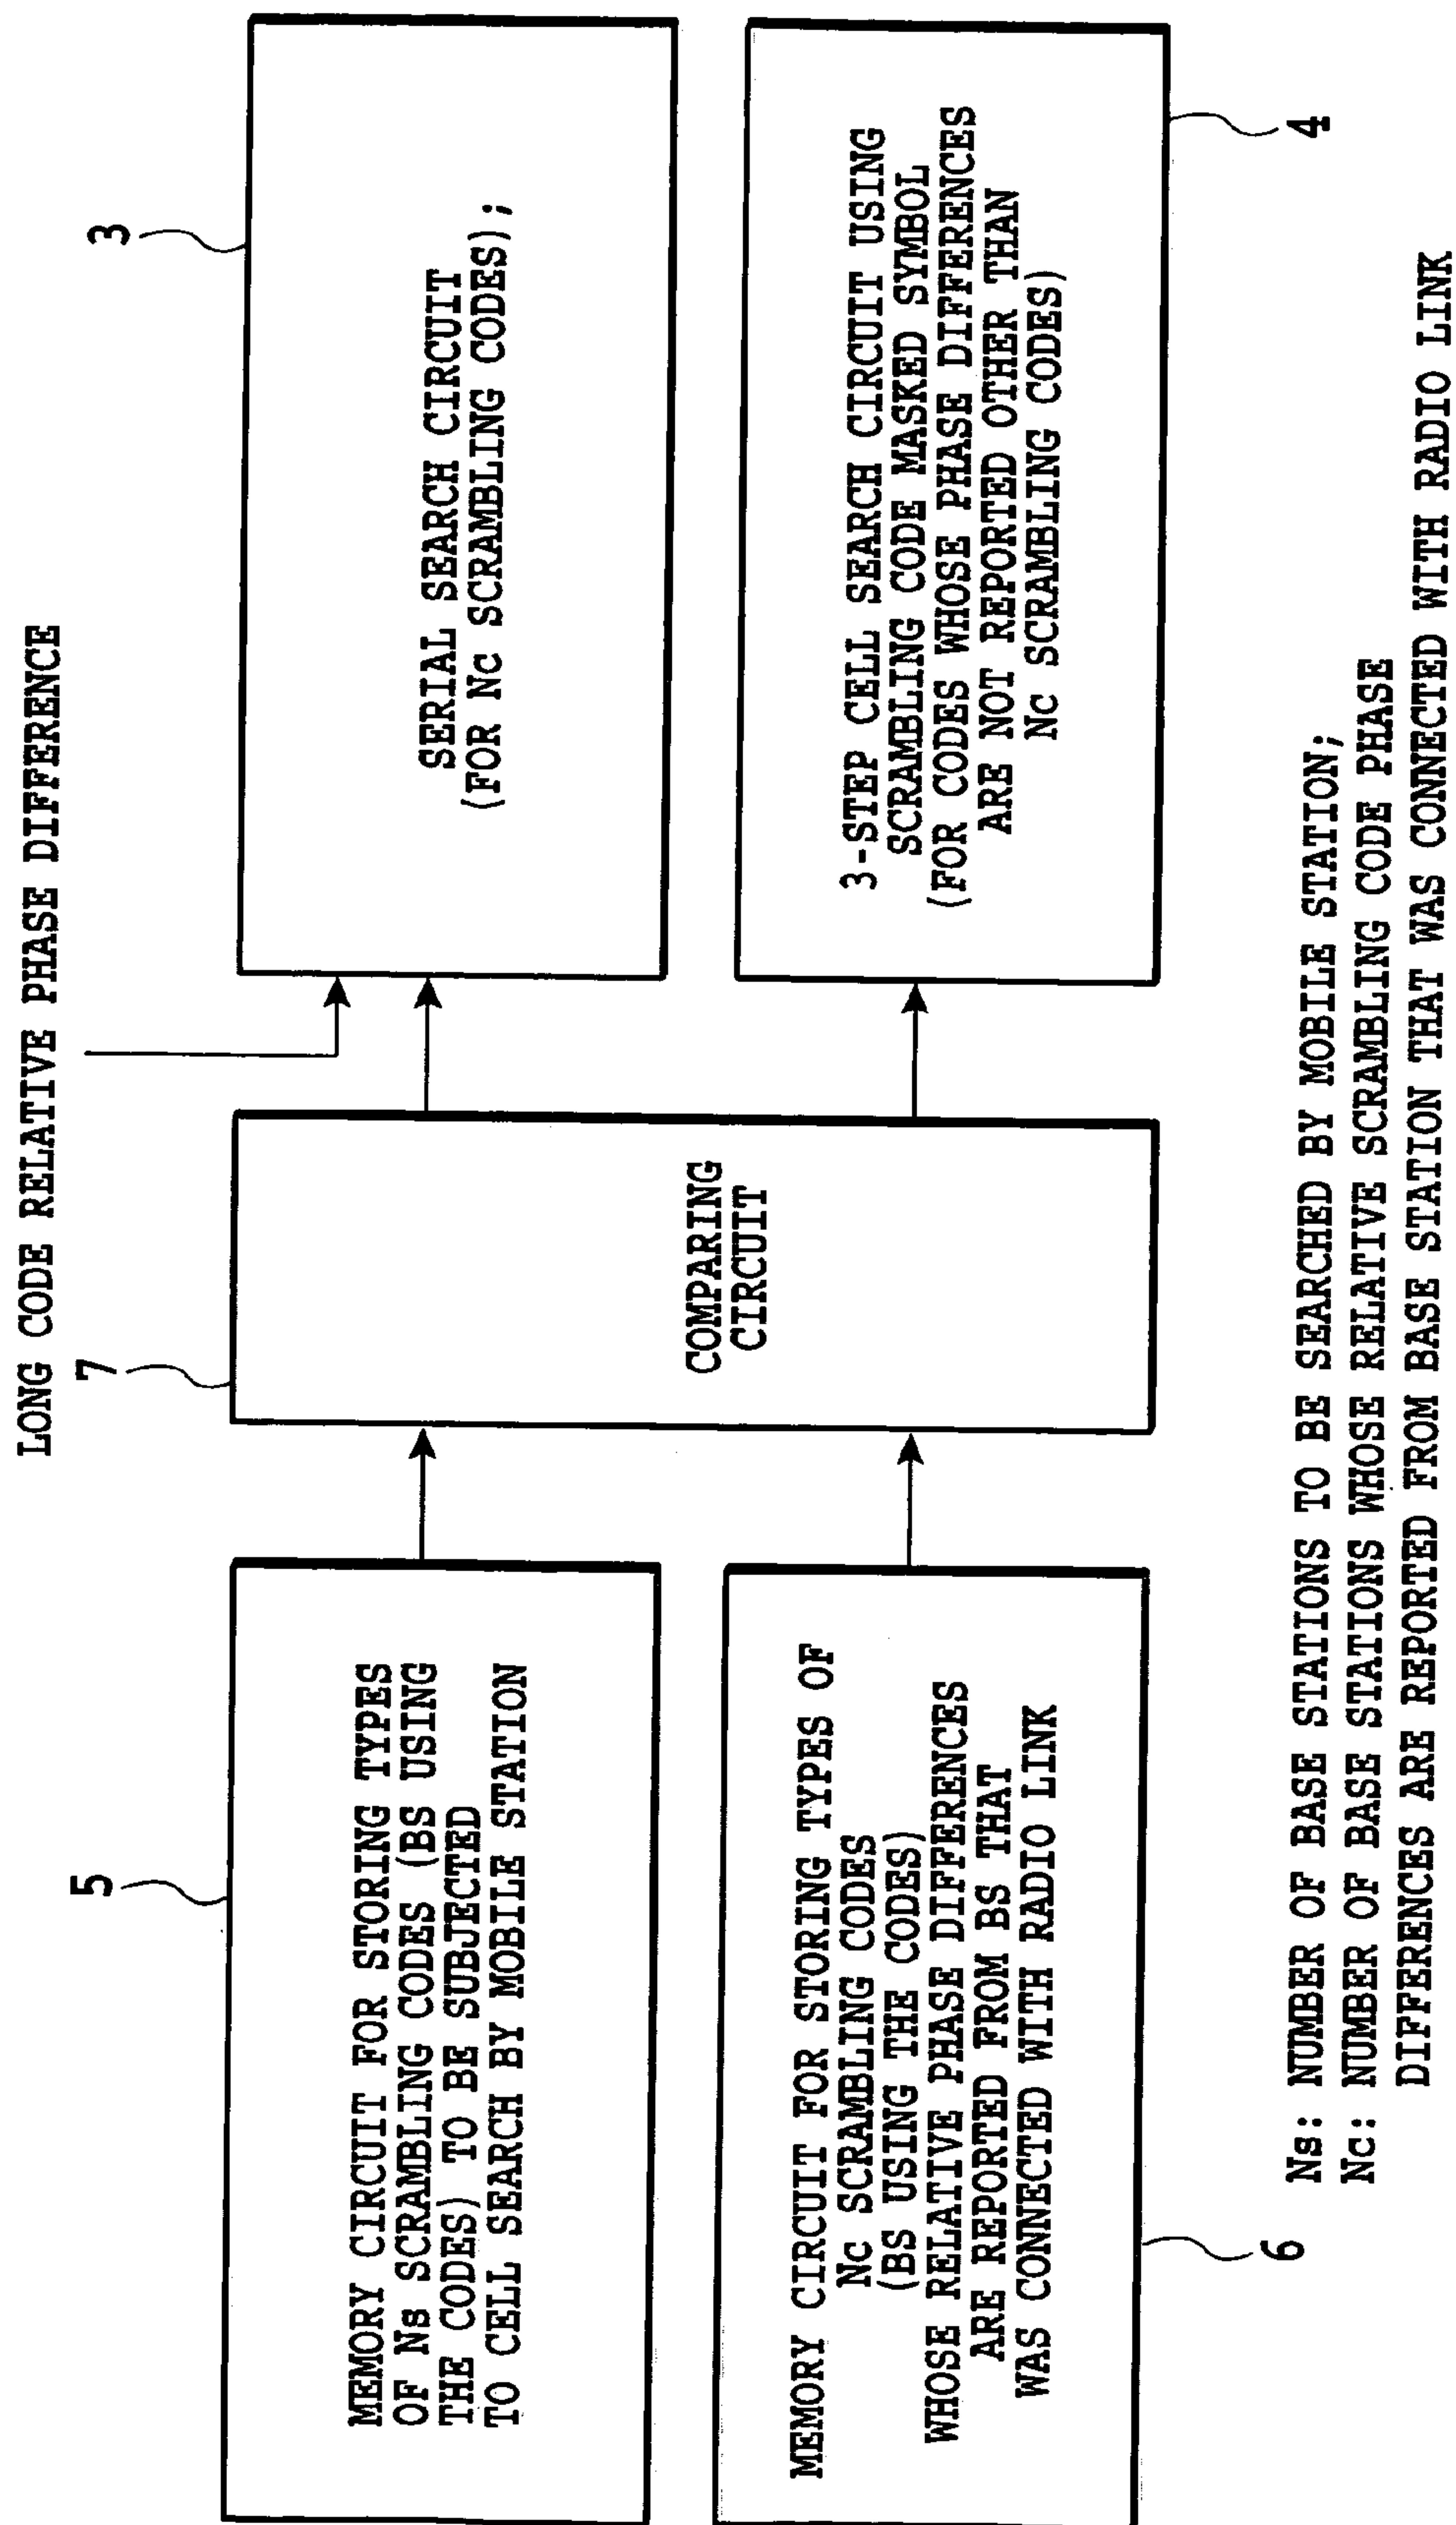 LONG CODE RELATIVE PHASE DIFFERENCE
5
MEMORY CIRCUIT FOR STORING TYPES
OF Ns SCRAMBLING CODES (BS USING
THE CODES) TO BE SUBJECTED
TO CELL SEARCH BY MOBILE STATION
7
COMPARING
CIRCUIT
3
SERIAL SEARCH CIRCUIT
(FOR Nc SCRAMBLING CODES);
MEMORY CIRCUIT FOR STORING TYPES OF
Nc SCRAMBLING CODES
(BS USING THE CODES)
WHOSE RELATIVE PHASE DIFFERENCES
ARE REPORTED FROM BS THAT
WAS CONNECTED WITH RADIO LINK
6
3-STEP CELL SEARCH CIRCUIT USING
SCRAMBLING CODE MASKED SYMBOL
(FOR CODES WHOSE PHASE DIFFERENCES
ARE NOT REPORTED OTHER THAN
Nc SCRAMBLING CODES)
4
Ns: NUMBER OF BASE STATIONS TO BE SEARCHED BY MOBILE STATION;
Nc: NUMBER OF BASE STATIONS WHOSE RELATIVE SCRAMBLING CODE PHASE
DIFFERENCES ARE REPORTED FROM BASE STATION THAT WAS CONNECTED WITH RADIO LINK